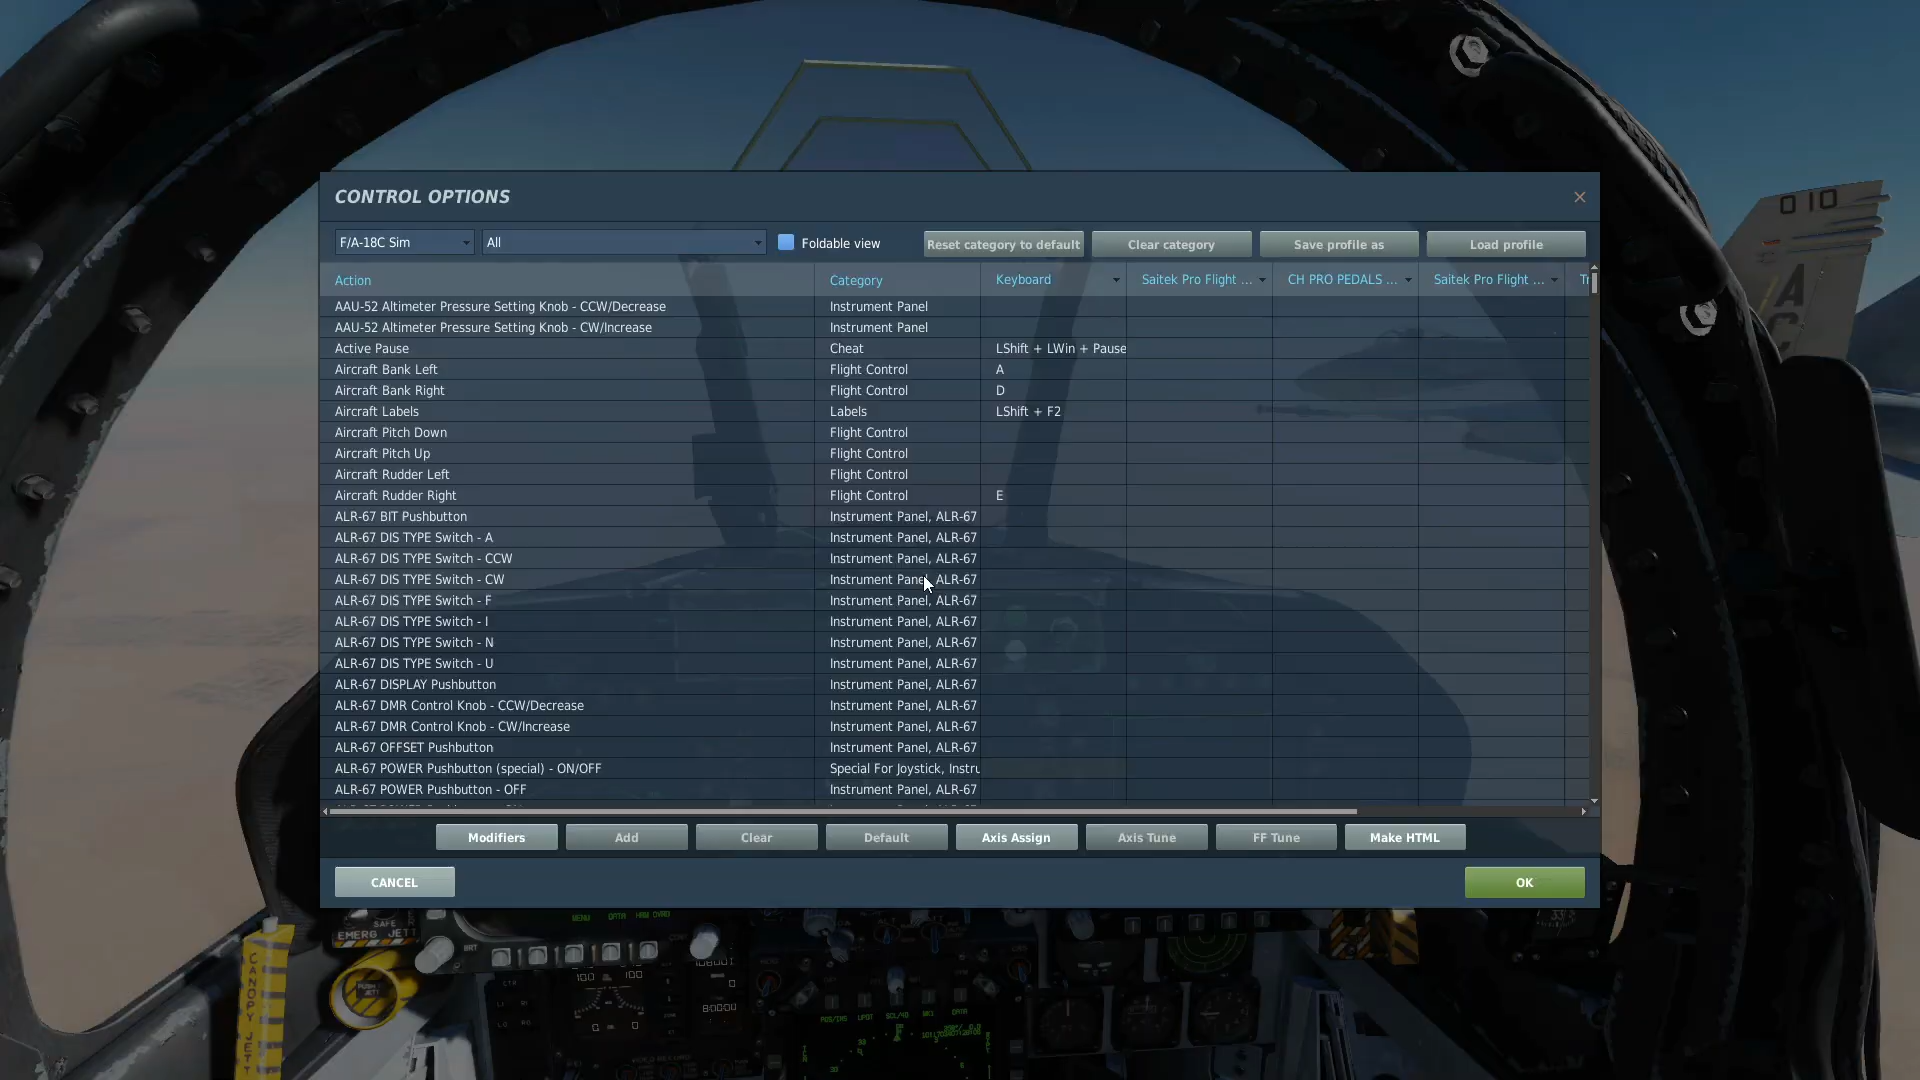 CONTROL OPTIONS
F/A-18C Sim All Foldable view Reset category to default Clear category Save profile as Load profile
Action Category Keyboard Saitek Pro Flight ... CH PRO PEDALS ... Saitek Pro Flight ...
AAU-52 Altimeter Pressure Setting Knob - CCW/Decrease Instrument Panel
AAU-52 Altimeter Pressure Setting Knob - CW/Increase Instrument Panel
Active Pause Cheat LShift + LWin + Pause
Aircraft Bank Left Flight Control A
Aircraft Bank Right Flight Control D
Aircraft Labels Labels LShift + F2
Aircraft Pitch Down Flight Control
Aircraft Pitch Up Flight Control
Aircraft Rudder Left Flight Control
Aircraft Rudder Right Flight Control E
ALR-67 BIT Pushbutton Instrument Panel, ALR-67
ALR-67 DIS TYPE Switch - A Instrument Panel, ALR-67
ALR-67 DIS TYPE Switch - CCW Instrument Panel, ALR-67
ALR-67 DIS TYPE Switch - CW Instrument Panel, ALR-67
ALR-67 DIS TYPE Switch - F Instrument Panel, ALR-67
ALR-67 DIS TYPE Switch - I Instrument Panel, ALR-67
ALR-67 DIS TYPE Switch - N Instrument Panel, ALR-67
ALR-67 DIS TYPE Switch - U Instrument Panel, ALR-67
ALR-67 DISPLAY Pushbutton Instrument Panel, ALR-67
ALR-67 DMR Control Knob - CCW/Decrease Instrument Panel, ALR-67
ALR-67 DMR Control Knob - CW/Increase Instrument Panel, ALR-67
ALR-67 OFFSET Pushbutton Instrument Panel, ALR-67
ALR-67 POWER Pushbutton (special) - ON/OFF Special For Joystick, Instru
ALR-67 POWER Pushbutton - OFF Instrument Panel, ALR-67
Modifiers Add Clear Default Axis Assign Axis Tune FF Tune Make HTML
CANCEL OK
010
SAFE
EMERG JETT
MENU DATA
BRT
CANOPY JETT
100 100